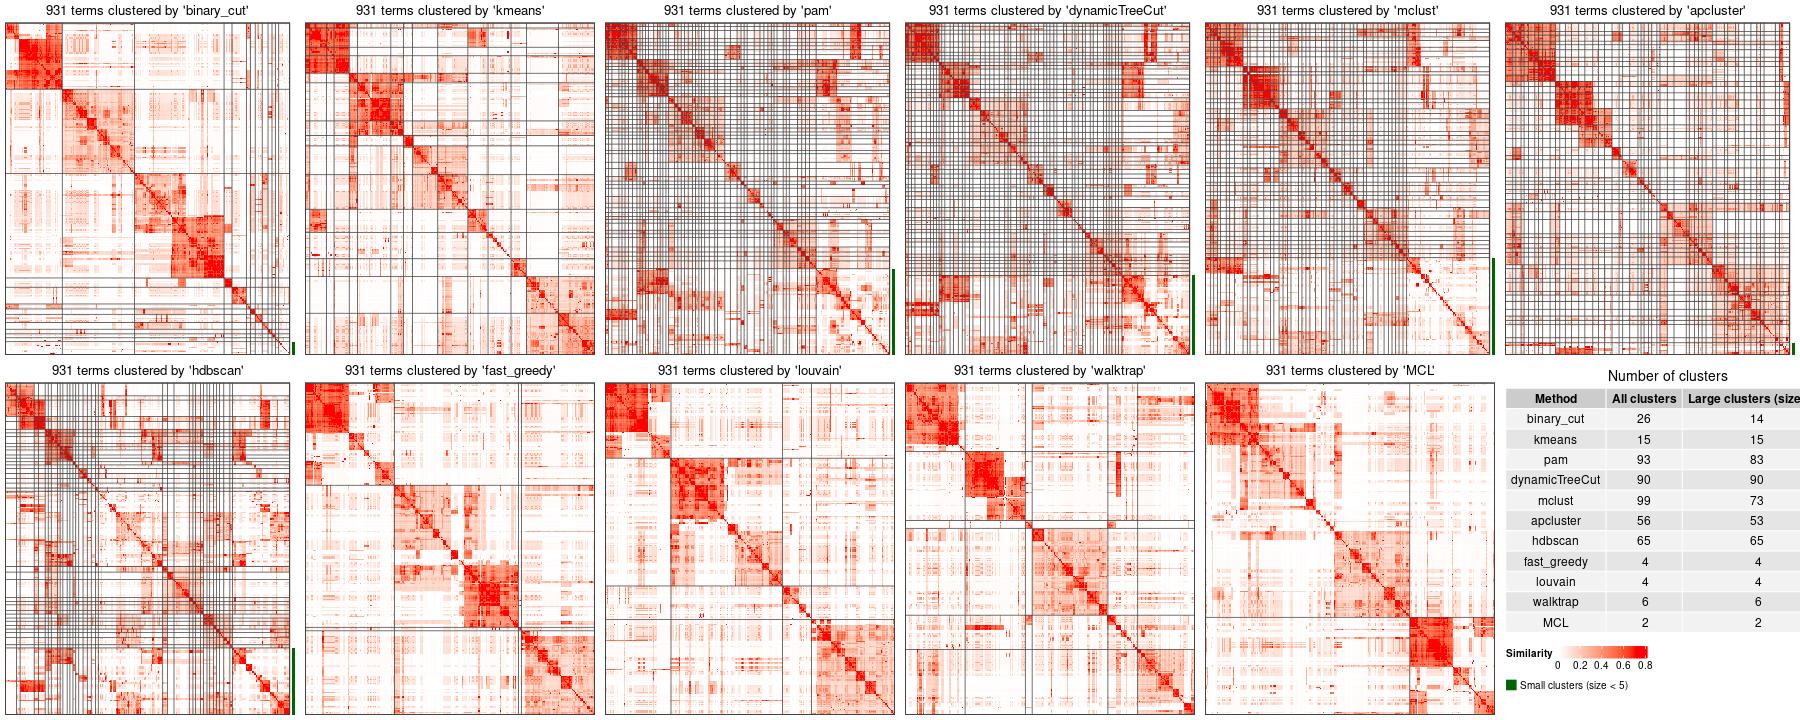 931 terms clustered by 'binary_cut'
931 terms clustered by 'kmeans'
931 terms clustered by 'pam'
931 terms clustered by 'dynamicTreeCut'
931 terms clustered by 'mclust'
931 terms clustered by 'apcluster'
931 terms clustered by 'hdbscan'
931 terms clustered by 'fast_greedy'
931 terms clustered by 'louvain'
931 terms clustered by 'walktrap'
931 terms clustered by 'MCL'
Number of clusters
Method All clusters Large clusters (size
binary_cut 26 14
kmeans 15 15
pam 93 83
dynamicTreeCut 90 90
mclust 99 73
apcluster 56 53
hdbscan 65 65
fast_greedy 4 4
louvain 4 4
walktrap 6 6
MCL 2 2
Similarity
0 0.2 0.4 0.6 0.8
Small clusters (size < 5)